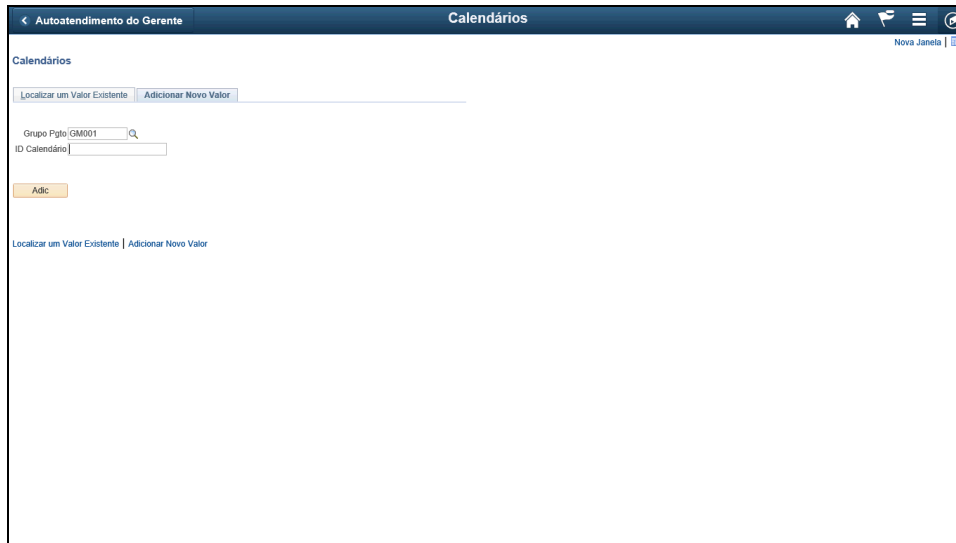 Autoatendimento do Gerente
Calendários
Nova Janela |
Calendários
Localizar um Valor Existente
Adicionar Novo Valor
Grupo Pgto GM001
ID Calendário
Adic
Localizar um Valor Existente | Adicionar Novo Valor